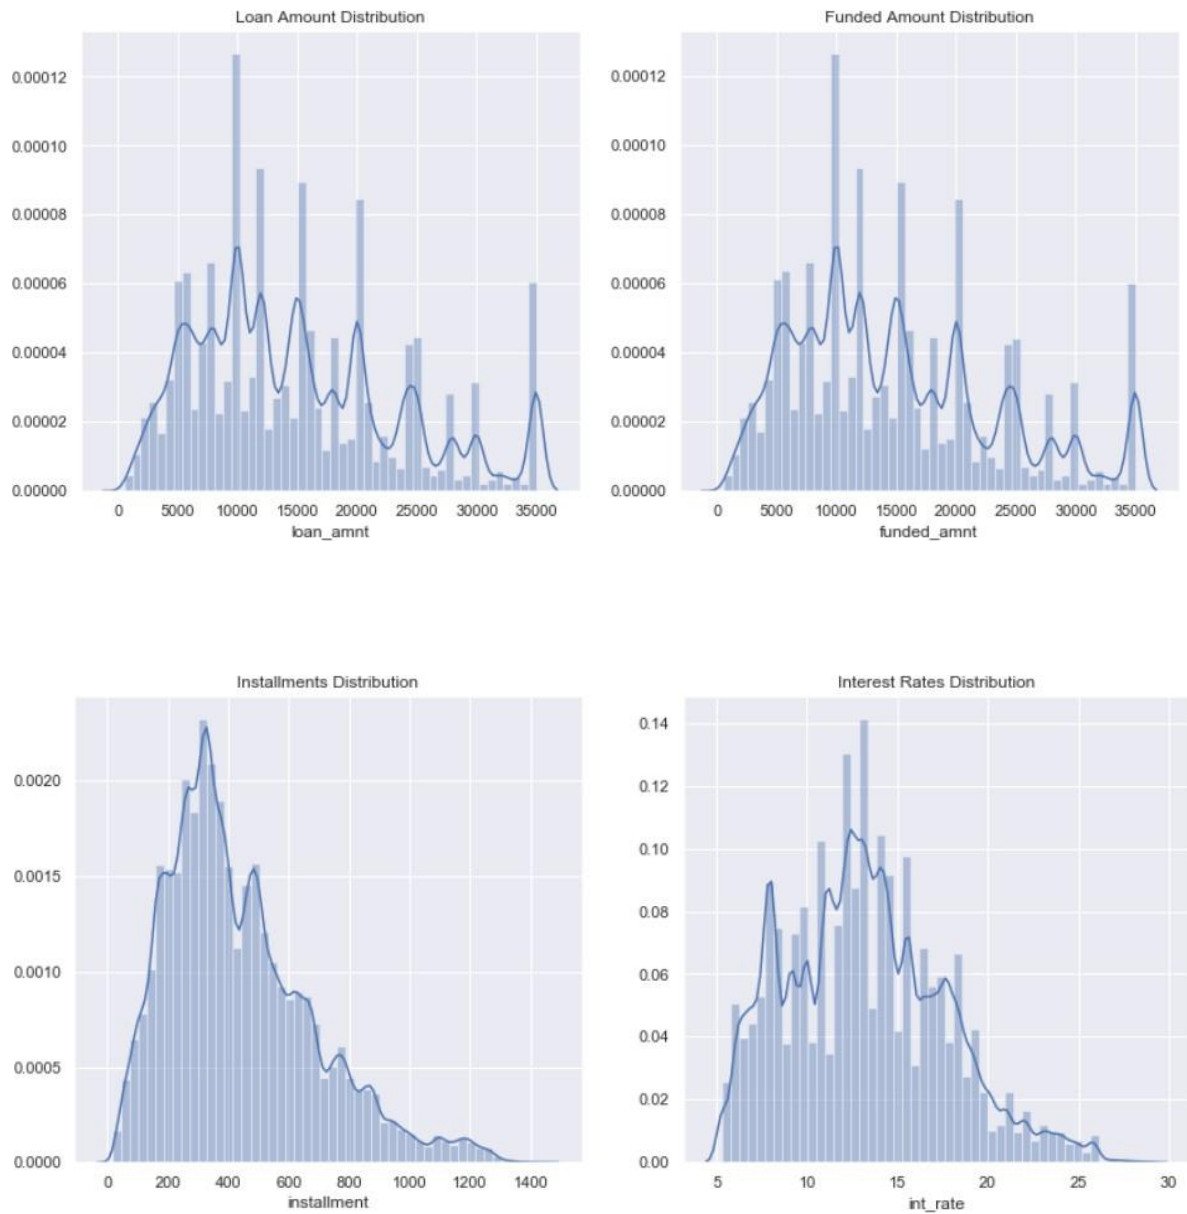 Loan Amount Distribution
Funded Amount Distribution
0.00012
0.00010
0.00008
0.00006
0.00004
0.00002
0.00000
0 5000 10000 15000 20000 25000 30000 35000
loan_amnt
0.00012
0.00010
0.00008
0.00006
0.00004
0.00002
0.00000
0 5000 10000 15000 20000 25000 30000 35000
funded_amnt
Installments Distribution
Interest Rates Distribution
0.0020
0.0015
0.0010
0.0005
0.0000
0 200 400 600 800 1000 1200 1400
installment
0.14
0.12
0.10
0.08
0.06
0.04
0.02
0.00
5 10 15 20 25 30
int_rate